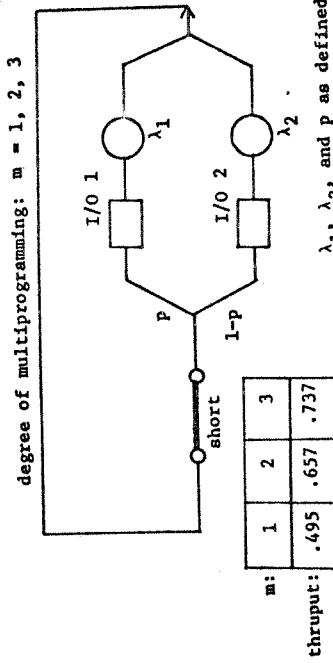 degree of multiprogramming: m = 1, 2, 3
I/O 1
λ1
p
1-p
short
I/O 2
λ2
m: 1 2 3
thruput: .495 .657 .737
λ1, λ2, and p as defined